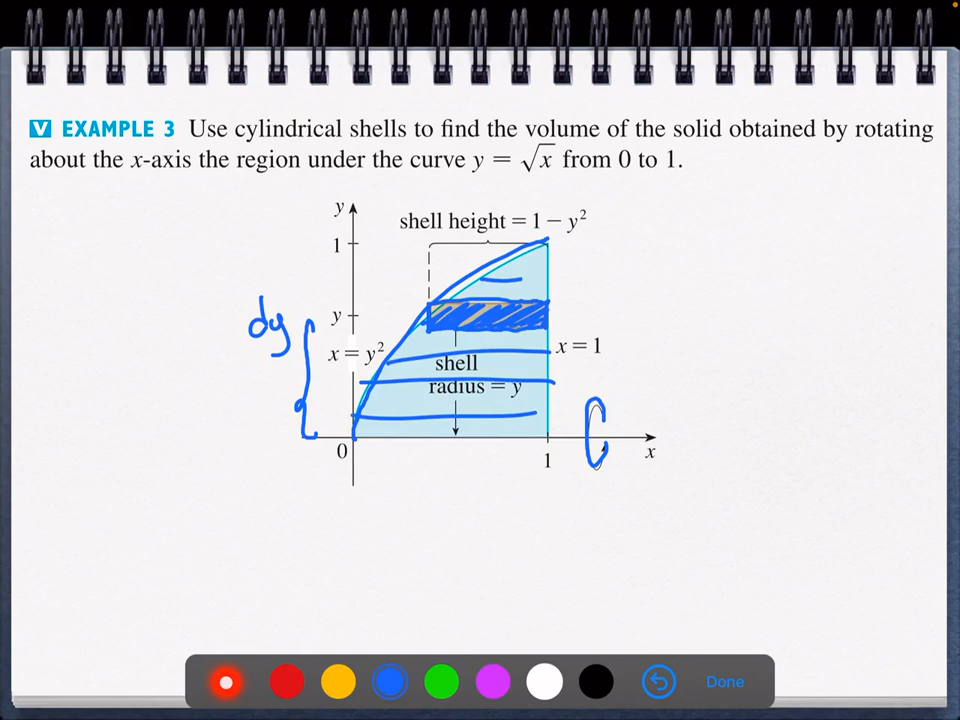 V EXAMPLE 3 Use cylindrical shells to find the volume of the solid obtained by rotating
about the x-axis the region under the curve y = √x from 0 to 1.
y
shell height = 1 − y²
1
y
dy
x = y²
x = 1
shell
radius = y
0
1
x
Done